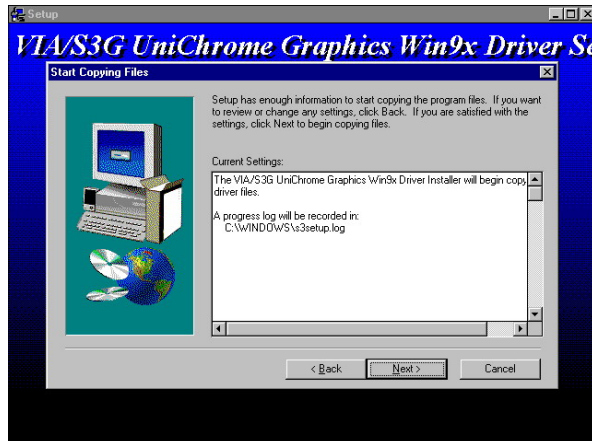 Setup
VIA/S3G UniChrome Graphics Win9x Driver Se
Start Copying Files
Setup has enough information to start copying the program files. If you want
to review or change any settings, click Back. If you are satisfied with the
settings, click Next to begin copying files.
Current Settings:
The VIA/S3G UniChrome Graphics Win9x Driver Installer will begin copy
driver files.
A progress log will be recorded in:
C:\WINDOWS\s3setup.log
< Back
Next >
Cancel